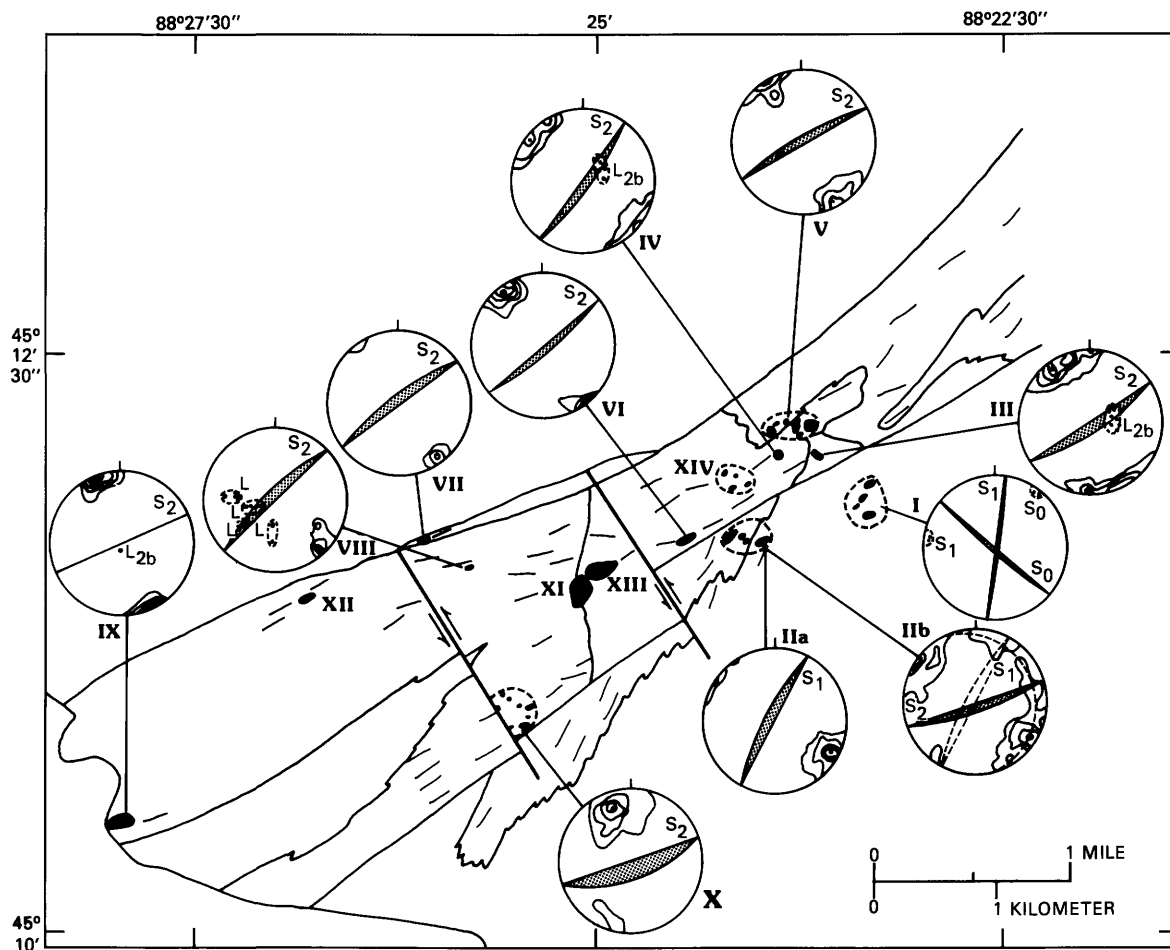 88°27'30"
25'
88°22'30"
S2
V
S2
L2b
IV
45°
12'
30"
S2
VI
S2
VII
S2
L2b
III
XIV
S2
L
L
L
L
VIII
S1
S0
S1
S0
I
S2
L2b
IX
XII
XI
XIII
IIa
S1
IIb
S1
S2
S2
X
0
1 MILE
0
1 KILOMETER
45°
10'